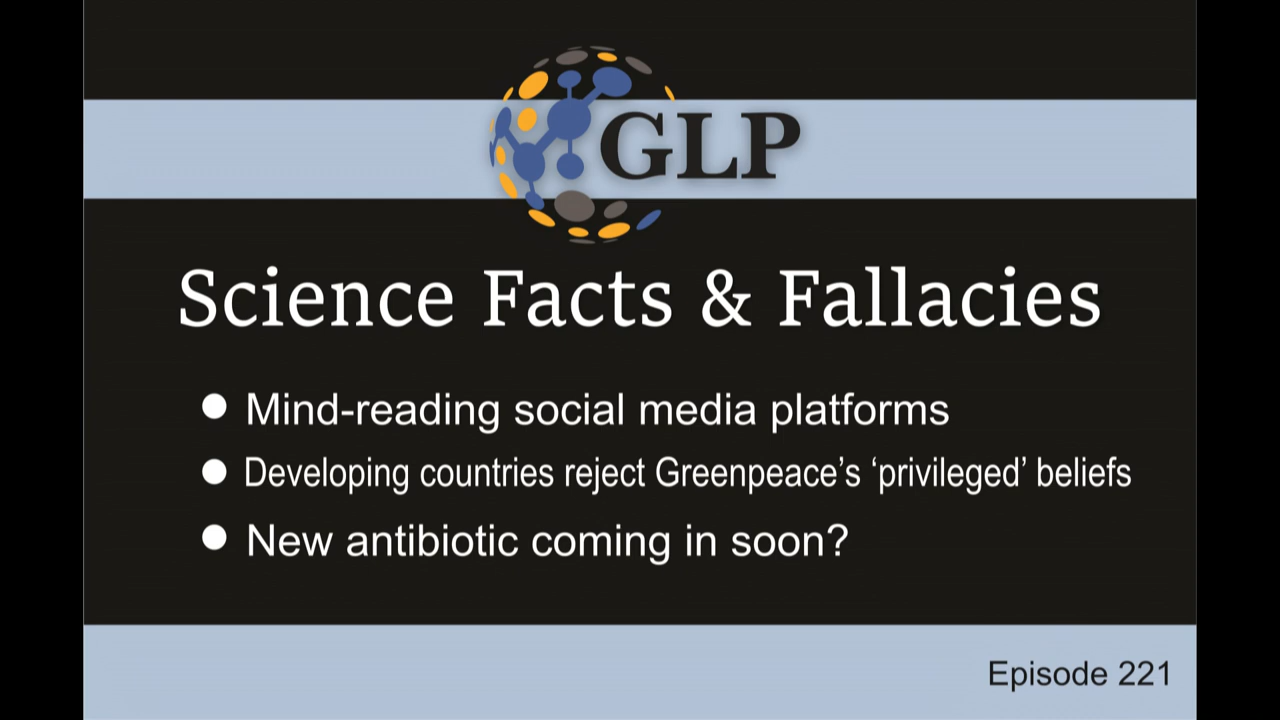 GLP
Science Facts & Fallacies
Mind-reading social media platforms
Developing countries reject Greenpeace’s ‘privileged’ beliefs
New antibiotic coming in soon?
Episode 221